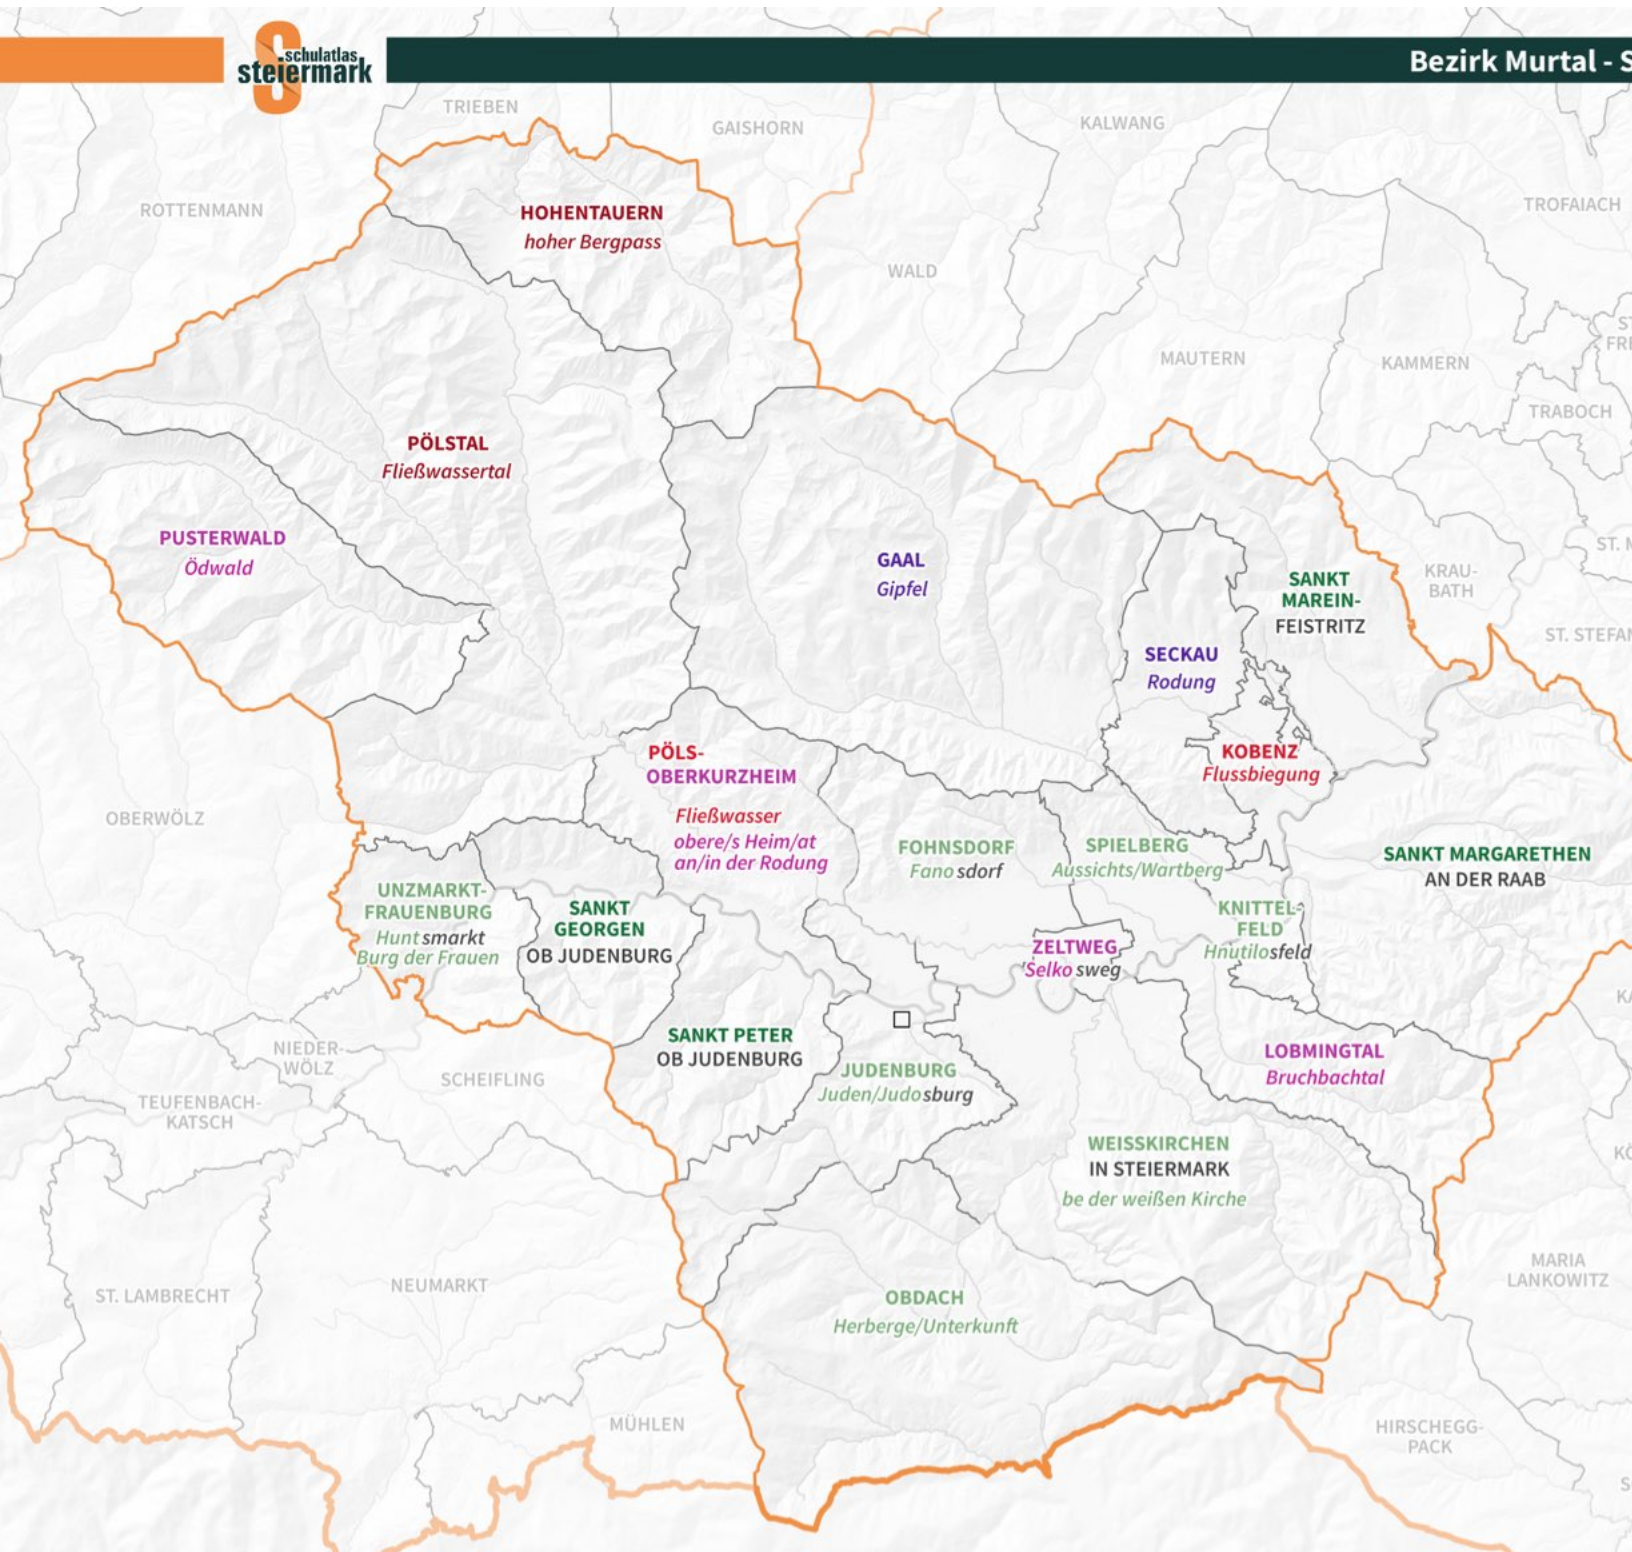 schulatlas
steiermark
Bezirk Murtal - S
TRIEBEN
GAISHORN
KALWANG
ROTTENMANN
TROFAIACH
HOHENTAUERN
hoher Bergpass
WALD
MAUTERN
KAMMERN
TRABOCH
PÖLSTAL
Fließwassertal
PUSTERWALD
Ödwald
GAAL
Gipfel
SANKT
MAREIN-
FEISTRITZ
KRAU-
BATH
ST. STEFAN
SECKAU
Rodung
KOBENZ
Flussbiegung
PÖLS-
OBERKURZHEIM
Fließwasser
obere/s Heim/at
an/in der Rodung
OBERWÖLZ
FOHNSDORF
Fanosdorf
SPIELBERG
Aussichts/Wartberg
SANKT MARGARETHEN
AN DER RAAB
UNZMARKT-
FRAUENBURG
Huntsmarkt
Burg der Frauen
SANKT
GEORGEN
OB JUDENBURG
KNITTEL-
FELD
Hnutilosfeld
ZELTWEG
Selkosweg
SANKT PETER
OB JUDENBURG
JUDENBURG
Juden/Judosburg
LOBMINGTAL
Bruchbachtal
NIEDER-
WÖLZ
SCHEIFLING
TEUFENBACH-
KATSCH
WEISSKIRCHEN
IN STEIERMARK
be der weißen Kirche
ST. LAMBRECHT
NEUMARKT
OBDACH
Herberge/Unterkunft
MARIA
LANKOWITZ
MÜHLEN
HIRSCHEGG-
PACK